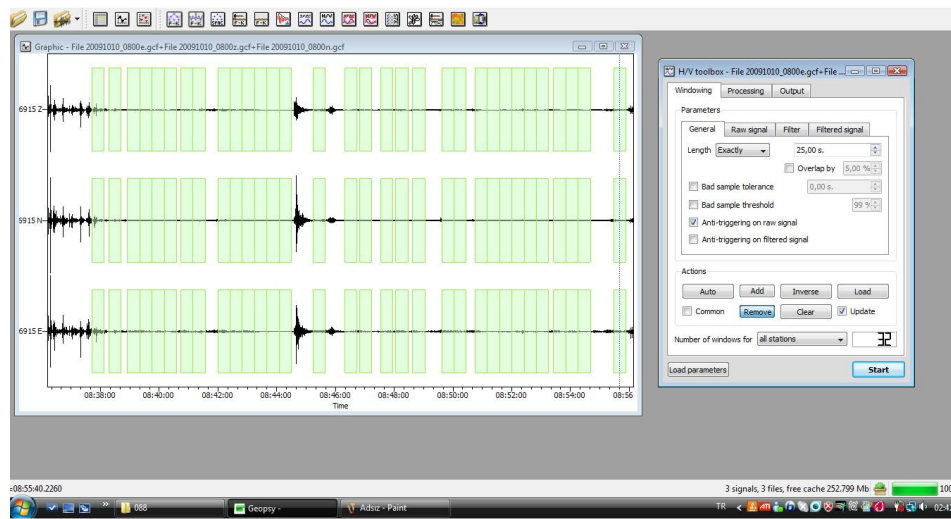 Graphic - File 20091010_0800e.gcf+File 20091010_0800z.gcf+File 20091010_0800n.gcf
6915 Z
6915 N
6915 E
08:38:00 08:40:00 08:42:00 08:44:00 08:46:00 08:48:00 08:50:00 08:52:00 08:54:00 08:56
Time
H/V toolbox - File 20091010_0800e.gcf+File ...
Windowing Processing Output
Parameters
General Raw signal Filter Filtered signal
Length Exactly 25,00 s.
Overlap by 5,00 %
Bad sample tolerance 0,00 s.
Bad sample threshold 99 %
Anti-triggering on raw signal
Anti-triggering on filtered signal
Actions
Auto Add Inverse Load
Common Remove Clear Update
Number of windows for all stations 32
Load parameters Start
=08:55:40.2260 3 signals, 3 files, free cache 252.799 Mb 100
088 Geopsy - Adsız - Paint TR 02:4